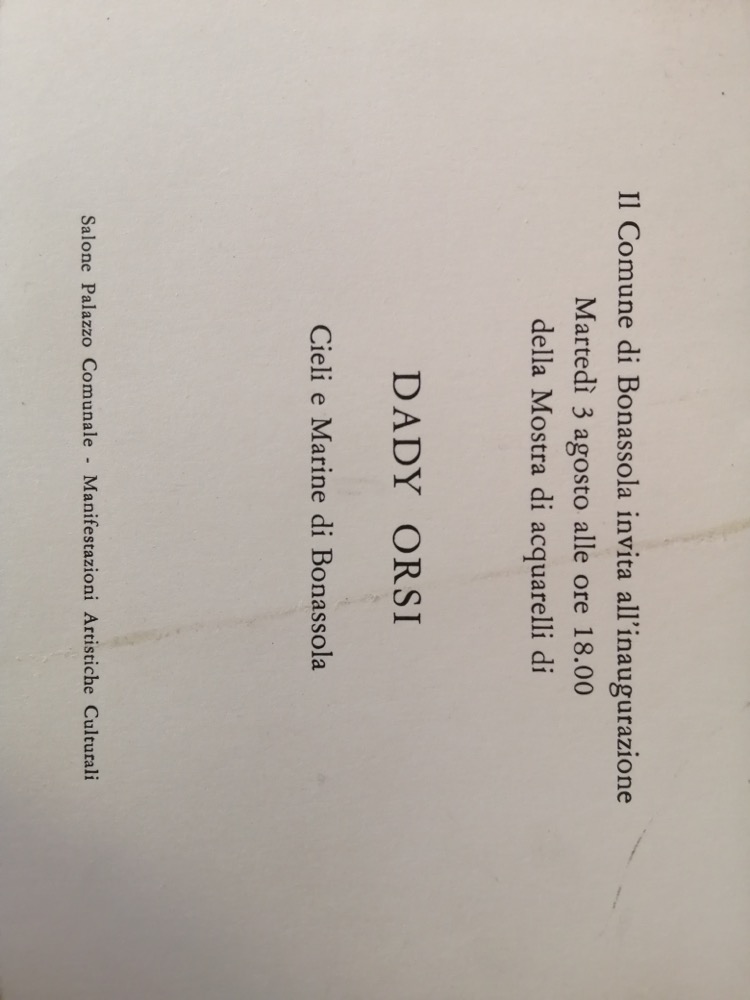 Il Comune di Bonassola invita all'inaugurazione
Martedì 3 agosto alle ore 18.00
della Mostra di acquarelli di
DADY ORSI
Cieli e Marine di Bonassola
Salone Palazzo Comunale - Manifestazioni Artistiche Culturali